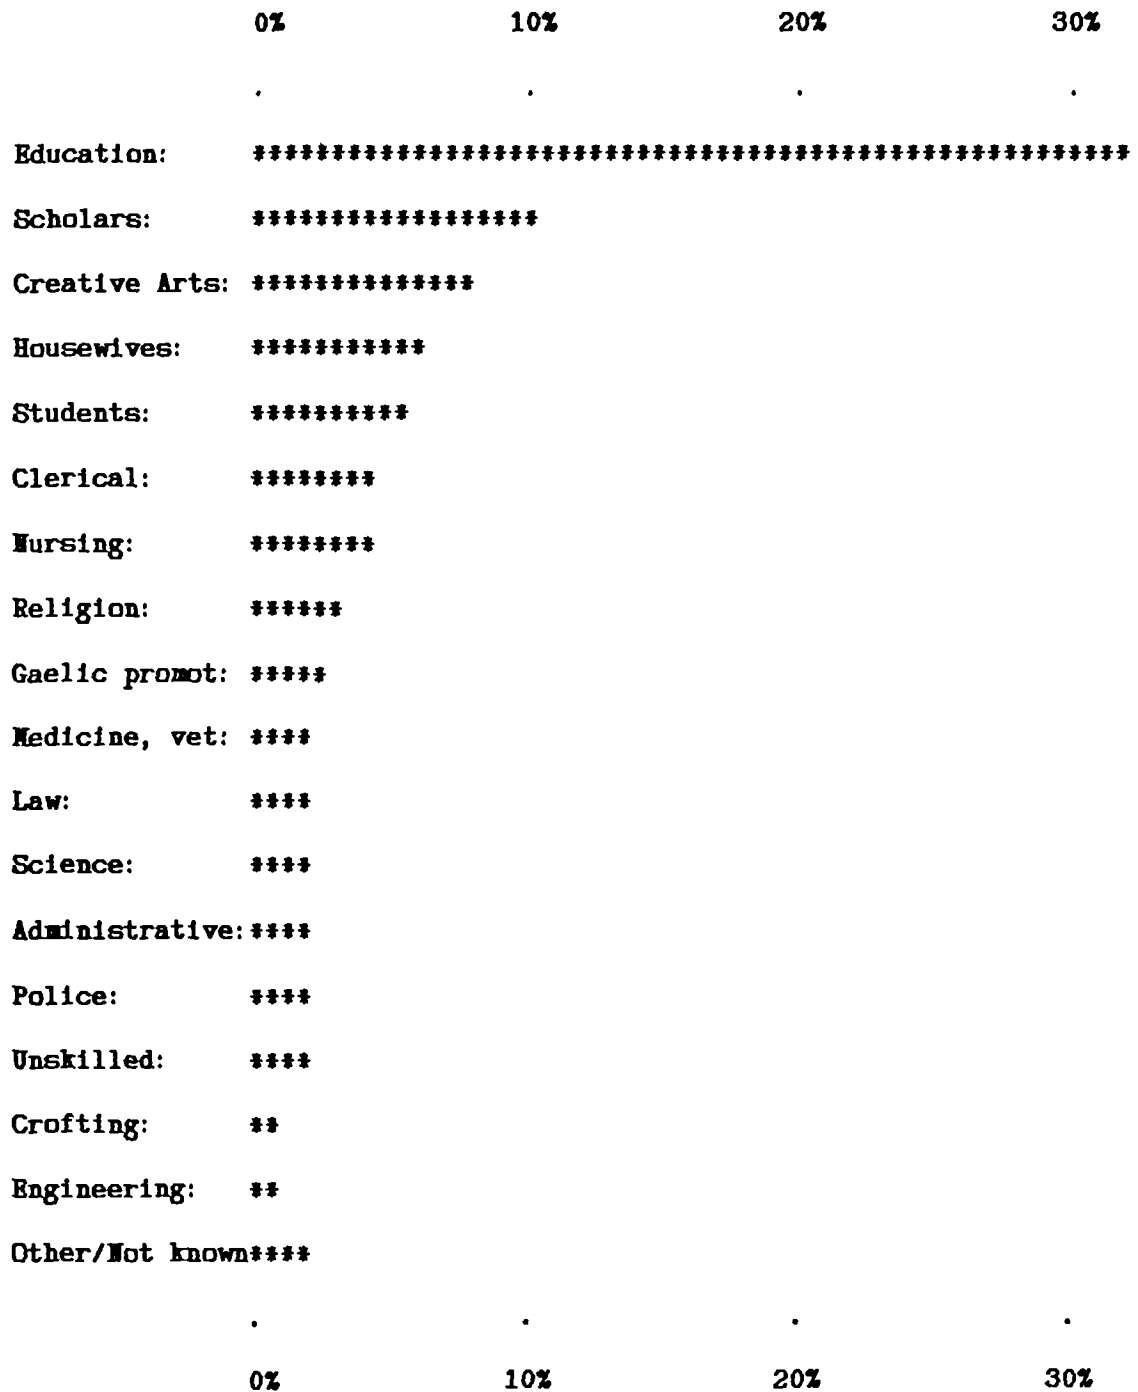 0% 10% 20% 30%
. . . .
Education: *******************************************************
Scholars: ******************
Creative Arts: **************
Housewives: ***********
Students: **********
Clerical: ********
Nursing: ********
Religion: ******
Gaelic promot: *****
Medicine, vet: ****
Law: ****
Science: ****
Administrative:****
Police: ****
Unskilled: ****
Crofting: **
Engineering: **
Other/Not known****
. . . .
0% 10% 20% 30%